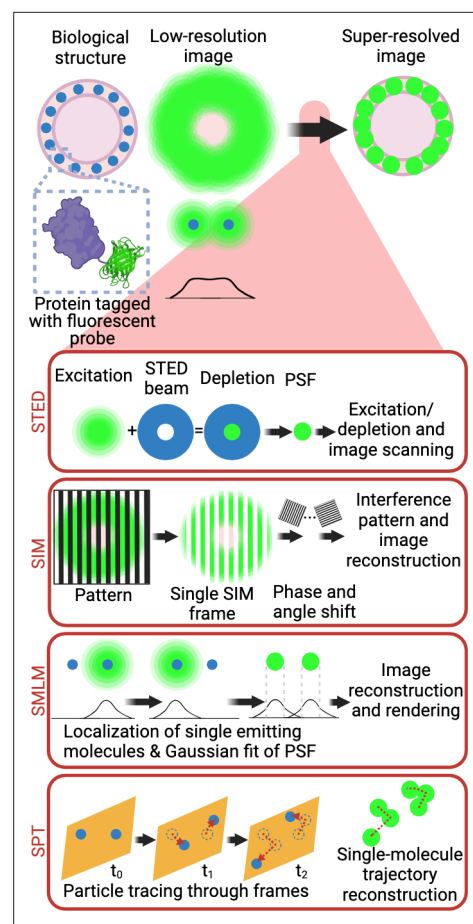 Biological
structure
Low-resolution
image
Super-resolved
image
Protein tagged
with fluorescent
probe
STED
Excitation
STED
beam
Depletion
PSF
+
=
Excitation/
depletion and
image scanning
SIM
Pattern
Single SIM
frame
Phase and
angle shift
Interference
pattern and
image
reconstruction
SMLM
Localization of single emitting
molecules & Gaussian fit of PSF
Image
reconstruction
and rendering
SPT
t₀
t₁
t₂
Particle tracing through frames
Single-molecule
trajectory
reconstruction